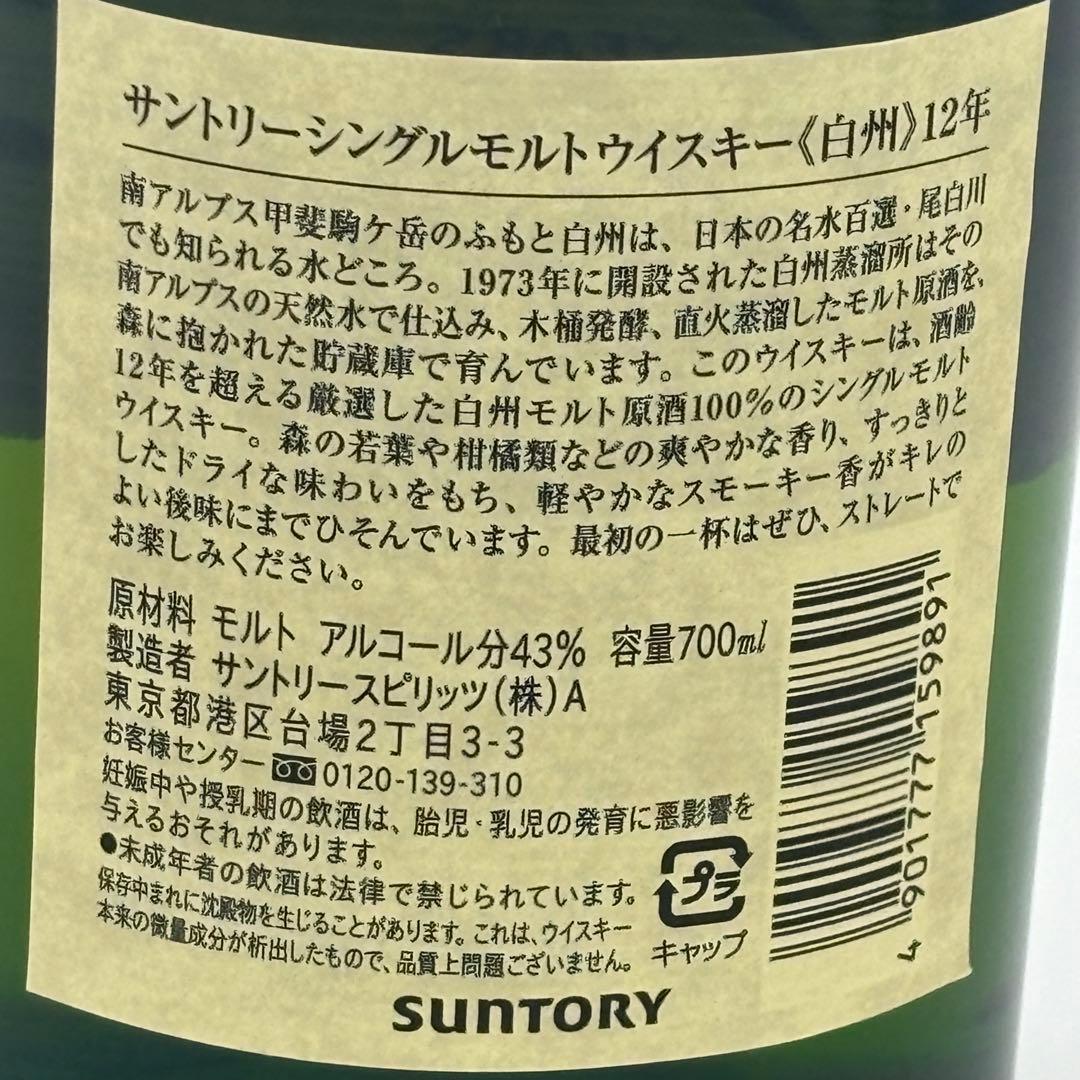 サントリーシングルモルトウイスキー《白州》12年
南アルプス甲斐駒ケ岳のふもと白州は、日本の名水百選・尾白川
でも知られる水どころ。1973年に開設された白州蒸溜所はその
南アルプスの天然水で仕込み、木桶発酵、直火蒸溜したモルト原酒を、
森に抱かれた貯蔵庫で育んでいます。このウイスキーは、酒齢
12年を超える厳選した白州モルト原酒100%のシングルモルト
ウイスキー。森の若葉や柑橘類などの爽やかな香り、すっきりと
したドライな味わいをもち、軽やかなスモーキー香がキレの
よい後味にまでひそんでいます。最初の一杯はぜひ、ストレートで
お楽しみください。
原材料 モルト アルコール分43% 容量700ml
製造者 サントリースピリッツ(株)A
東京都港区台場2丁目3-3
お客様センター 0120-139-310
妊娠中や授乳期の飲酒は、胎児・乳児の発育に悪影響を
与えるおそれがあります。
●未成年者の飲酒は法律で禁じられています。
保存中まれに沈殿物を生じることがあります。これは、ウイスキー
本来の微量成分が析出したもので、品質上問題ございません。
プラ
キャップ
4901777159891
SUNTORY